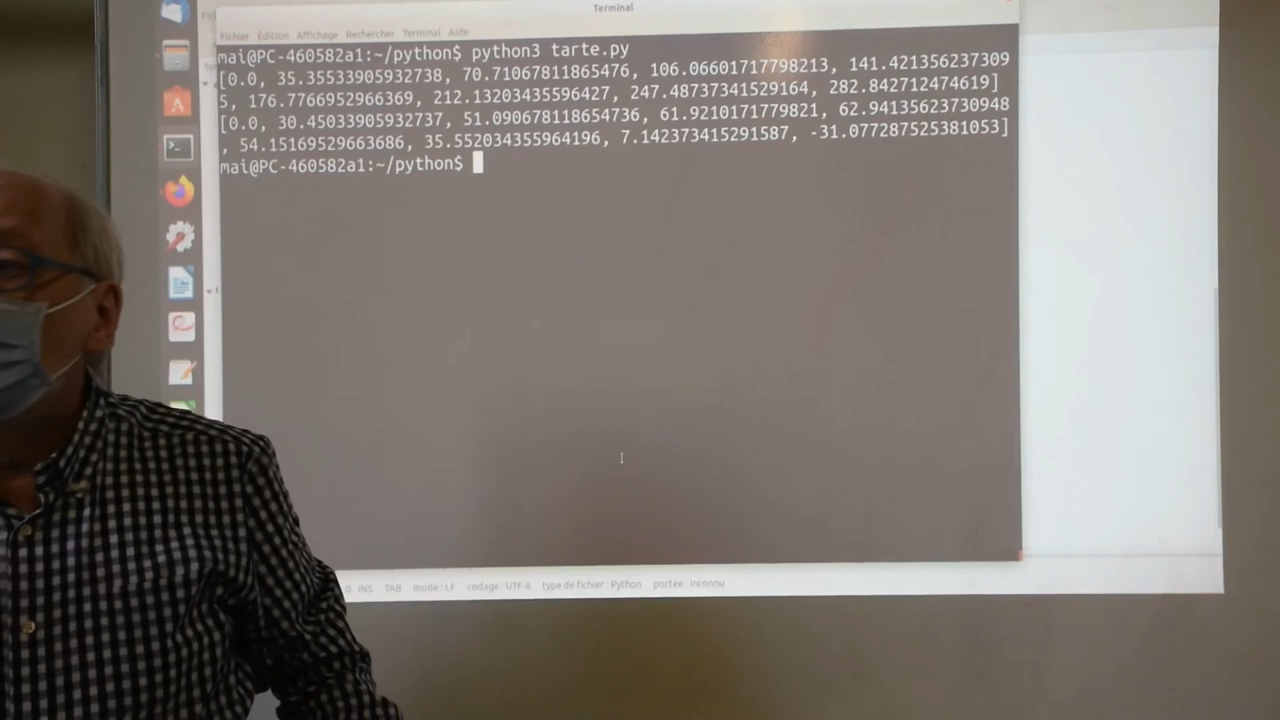 Terminal
Fichier Édition Affichage Rechercher Terminal Aide
mai@PC-460582a1:~/python$ python3 tarte.py
[0.0, 35.35533905932738, 70.71067811865476, 106.06601717798213, 141.421356237309
5, 176.7766952966369, 212.13203435596427, 247.48737341529164, 282.842712474619]
[0.0, 30.45033905932737, 51.090678118654736, 61.9210171779821, 62.94135623730948
, 54.15169529663686, 35.552034355964196, 7.142373415291587, -31.077287525381053]
mai@PC-460582a1:~/python$
INS TAB mode : LF codage : UTF-8 type de fichier : Python portée : inconnu